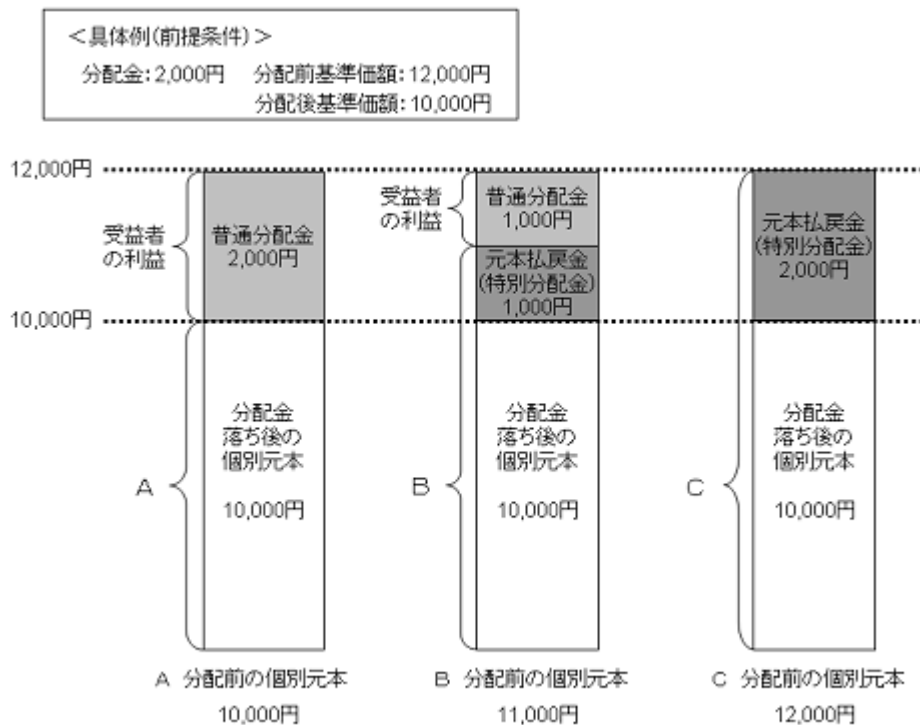 ＜具体例(前提条件)＞
分配金：2,000円　分配前基準価額：12,000円
分配後基準価額：10,000円
12,000円
受益者
の利益
普通分配金
2,000円
10,000円
A
分配金
落ち後の
個別元本
10,000円
A 分配前の個別元本
10,000円
受益者
の利益
普通分配金
1,000円
元本払戻金
(特別分配金)
1,000円
B
分配金
落ち後の
個別元本
10,000円
B 分配前の個別元本
11,000円
元本払戻金
(特別分配金)
2,000円
C
分配金
落ち後の
個別元本
10,000円
C 分配前の個別元本
12,000円